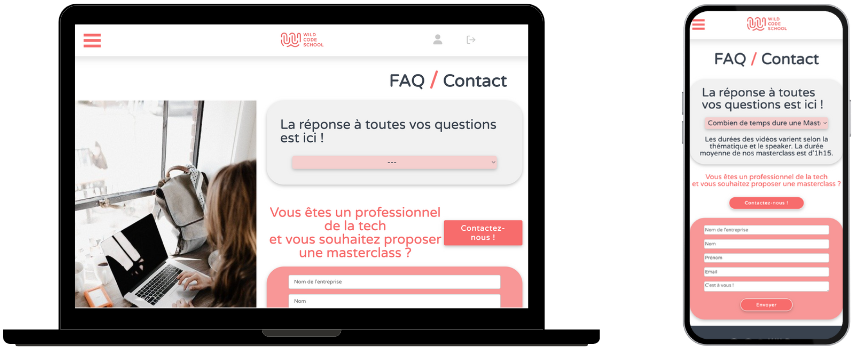 WILD
CODE
SCHOOL
FAQ / Contact
La réponse à toutes vos questions
est ici !
---
Vous êtes un professionnel
de la tech
et vous souhaitez proposer
une masterclass ?
Contactez-
nous !
Nom de l'entreprise
Nom
WILD
CODE
SCHOOL
FAQ / Contact
La réponse à toutes
vos questions est ici !
Combien de temps dure une Mast
Les durées des vidéos varient selon la
thématique et le speaker. La durée
moyenne de nos masterclass est d'1h15.
Vous êtes un professionnel de la tech
et vous souhaitez proposer une masterclass ?
Contactez-nous !
Nom de l'entreprise
Nom
Prénom
Email
C'est à vous !
Envoyer